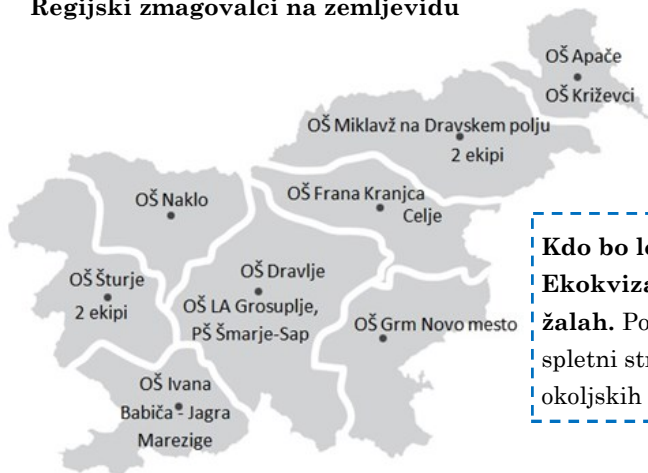 Regijski zmagovalci na zemljevidu
OŠ Apače
OŠ Križevci
OŠ Miklavž na Dravskem polju
2 ekipi
OŠ Naklo
OŠ Frana Kranjca
Celje
OŠ Šturje
2 ekipi
OŠ Dravlje
OŠ LA Grosuplje,
PŠ Šmarje-Sap
OŠ Grm Novo mesto
OŠ Ivana
Babiča - Jagra
Marezige
Kdo bo
Ekokviza
žalah. Po
spletni
okoljskih